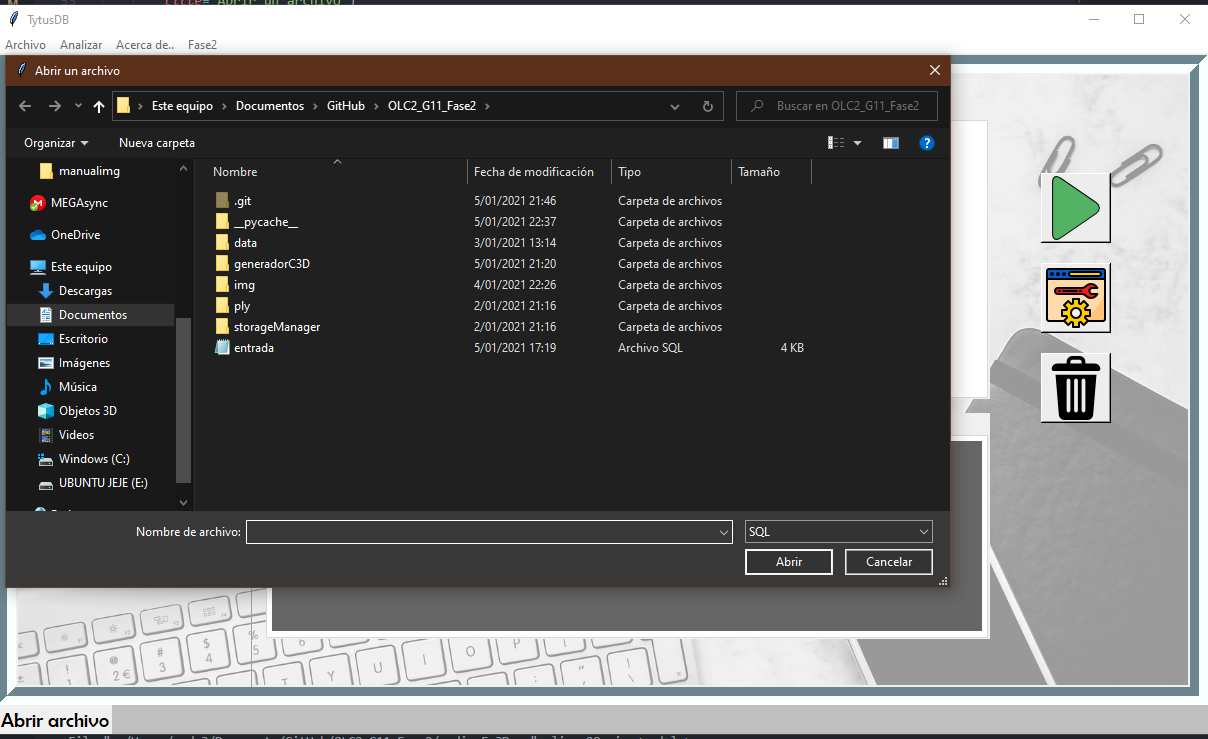 TytusDB
Archivo Analizar Acerca de.. Fase2
Abrir un archivo
Este equipo Documentos GitHub OLC2_G11_Fase2
Buscar en OLC2_G11_Fase2
Organizar Nueva carpeta
manualimg
MEGAsync
OneDrive
Este equipo
Descargas
Documentos
Escritorio
Imágenes
Música
Objetos 3D
Videos
Windows (C:)
UBUNTU JEJE (E:)
Nombre Fecha de modificación Tipo Tamaño
.git 5/01/2021 21:46 Carpeta de archivos
__pycache__ 5/01/2021 22:37 Carpeta de archivos
data 3/01/2021 13:14 Carpeta de archivos
generadorC3D 5/01/2021 21:20 Carpeta de archivos
img 4/01/2021 22:26 Carpeta de archivos
ply 2/01/2021 21:16 Carpeta de archivos
storageManager 2/01/2021 21:16 Carpeta de archivos
entrada 5/01/2021 17:19 Archivo SQL 4 KB
Nombre de archivo: SQL
Abrir Cancelar
Abrir archivo